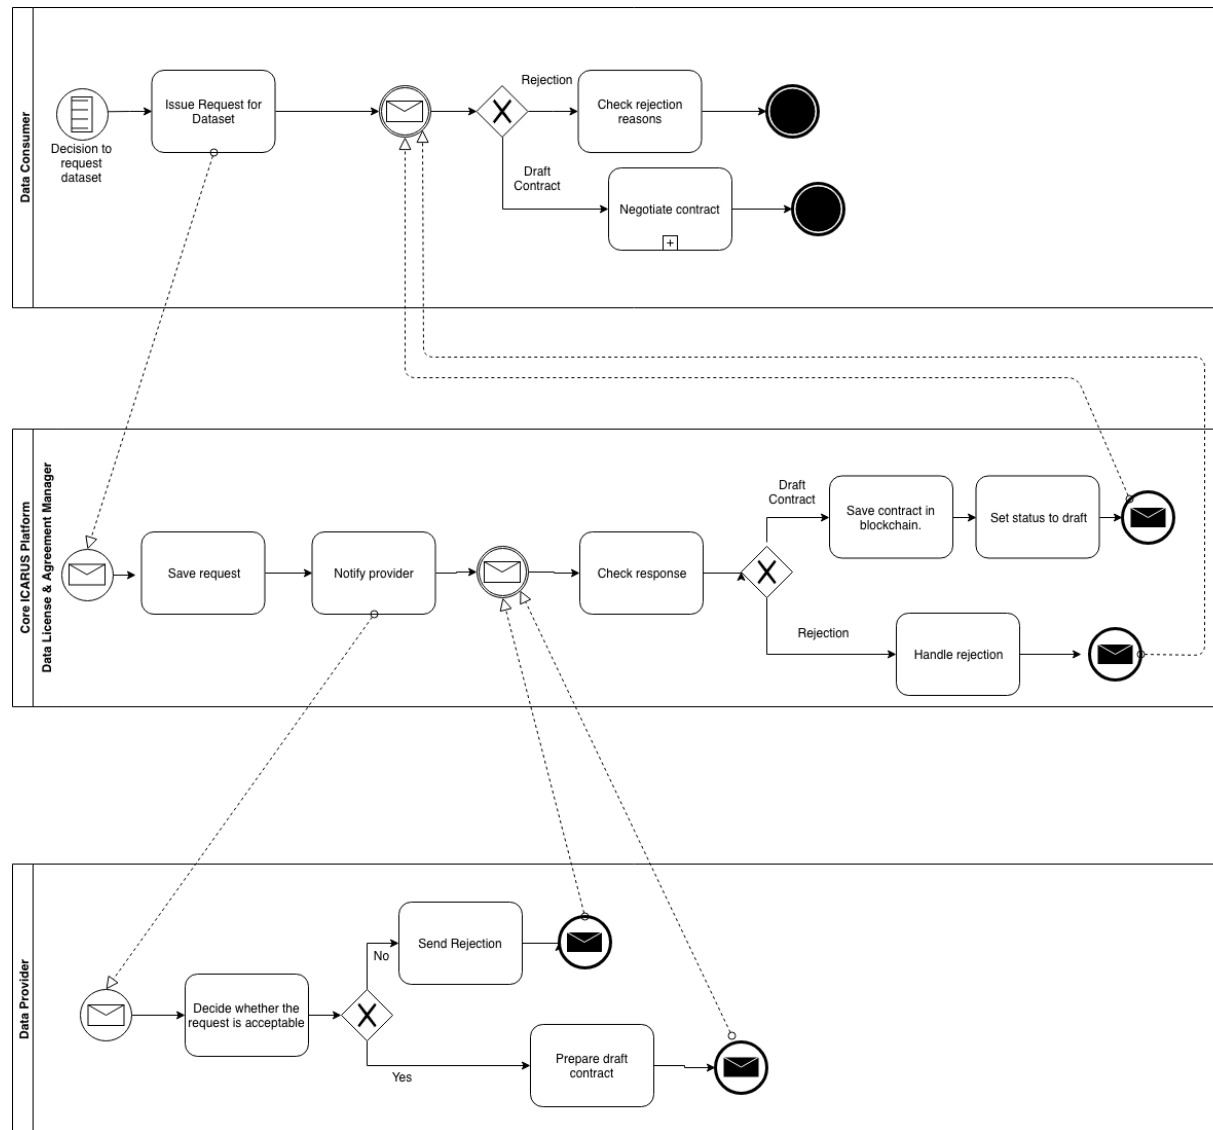 Data Consumer
Decision to
request
dataset
Issue Request for
Dataset
Rejection
Check rejection
reasons
Draft
Contract
Negotiate contract
Core ICARUS Platform
Data License & Agreement Manager
Save request
Notify provider
Check response
Draft
Contract
Save contract in
blockchain.
Set status to draft
Rejection
Handle rejection
Data Provider
Decide whether the
request is acceptable
No
Send Rejection
Yes
Prepare draft
contract